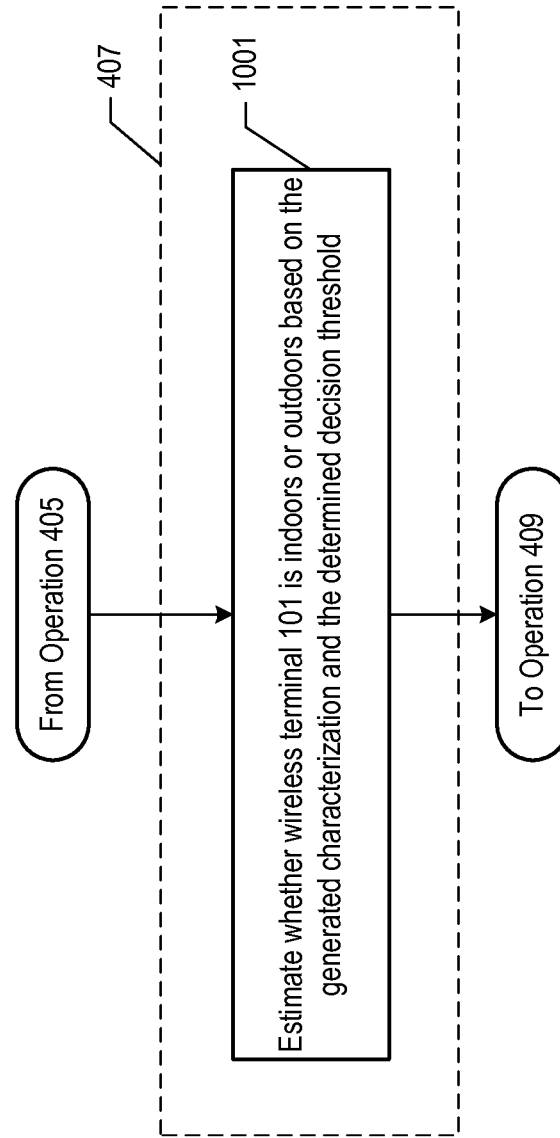 From Operation 405
407
1001
Estimate whether wireless terminal 101 is indoors or outdoors based on the
generated characterization and the determined decision threshold
To Operation 409